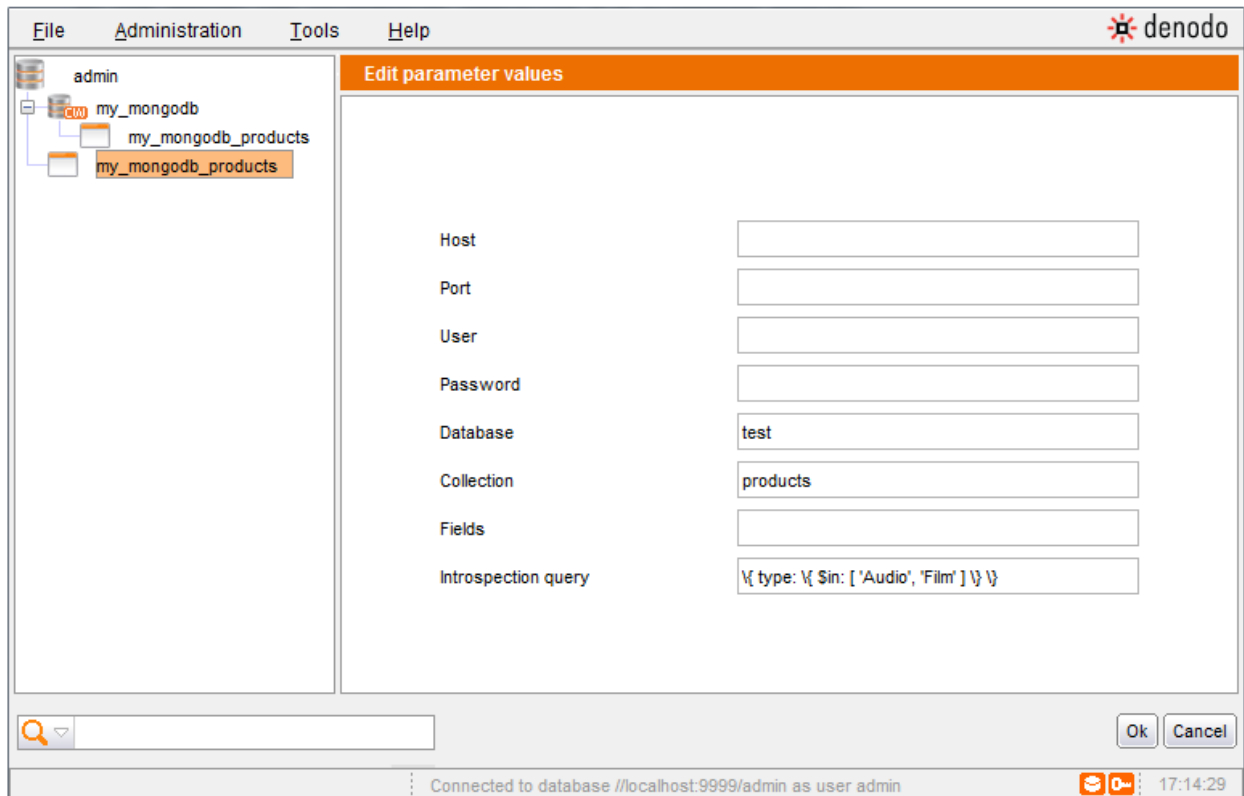 File Administration Tools Help denodo
admin
my_mongodb
my_mongodb_products
my_mongodb_products
Edit parameter values
Host
Port
User
Password
Database test
Collection products
Fields
Introspection query \{ type: \{ $in: [ 'Audio', 'Film' ] \} \}
Ok Cancel
Connected to database //localhost:9999/admin as user admin 17:14:29